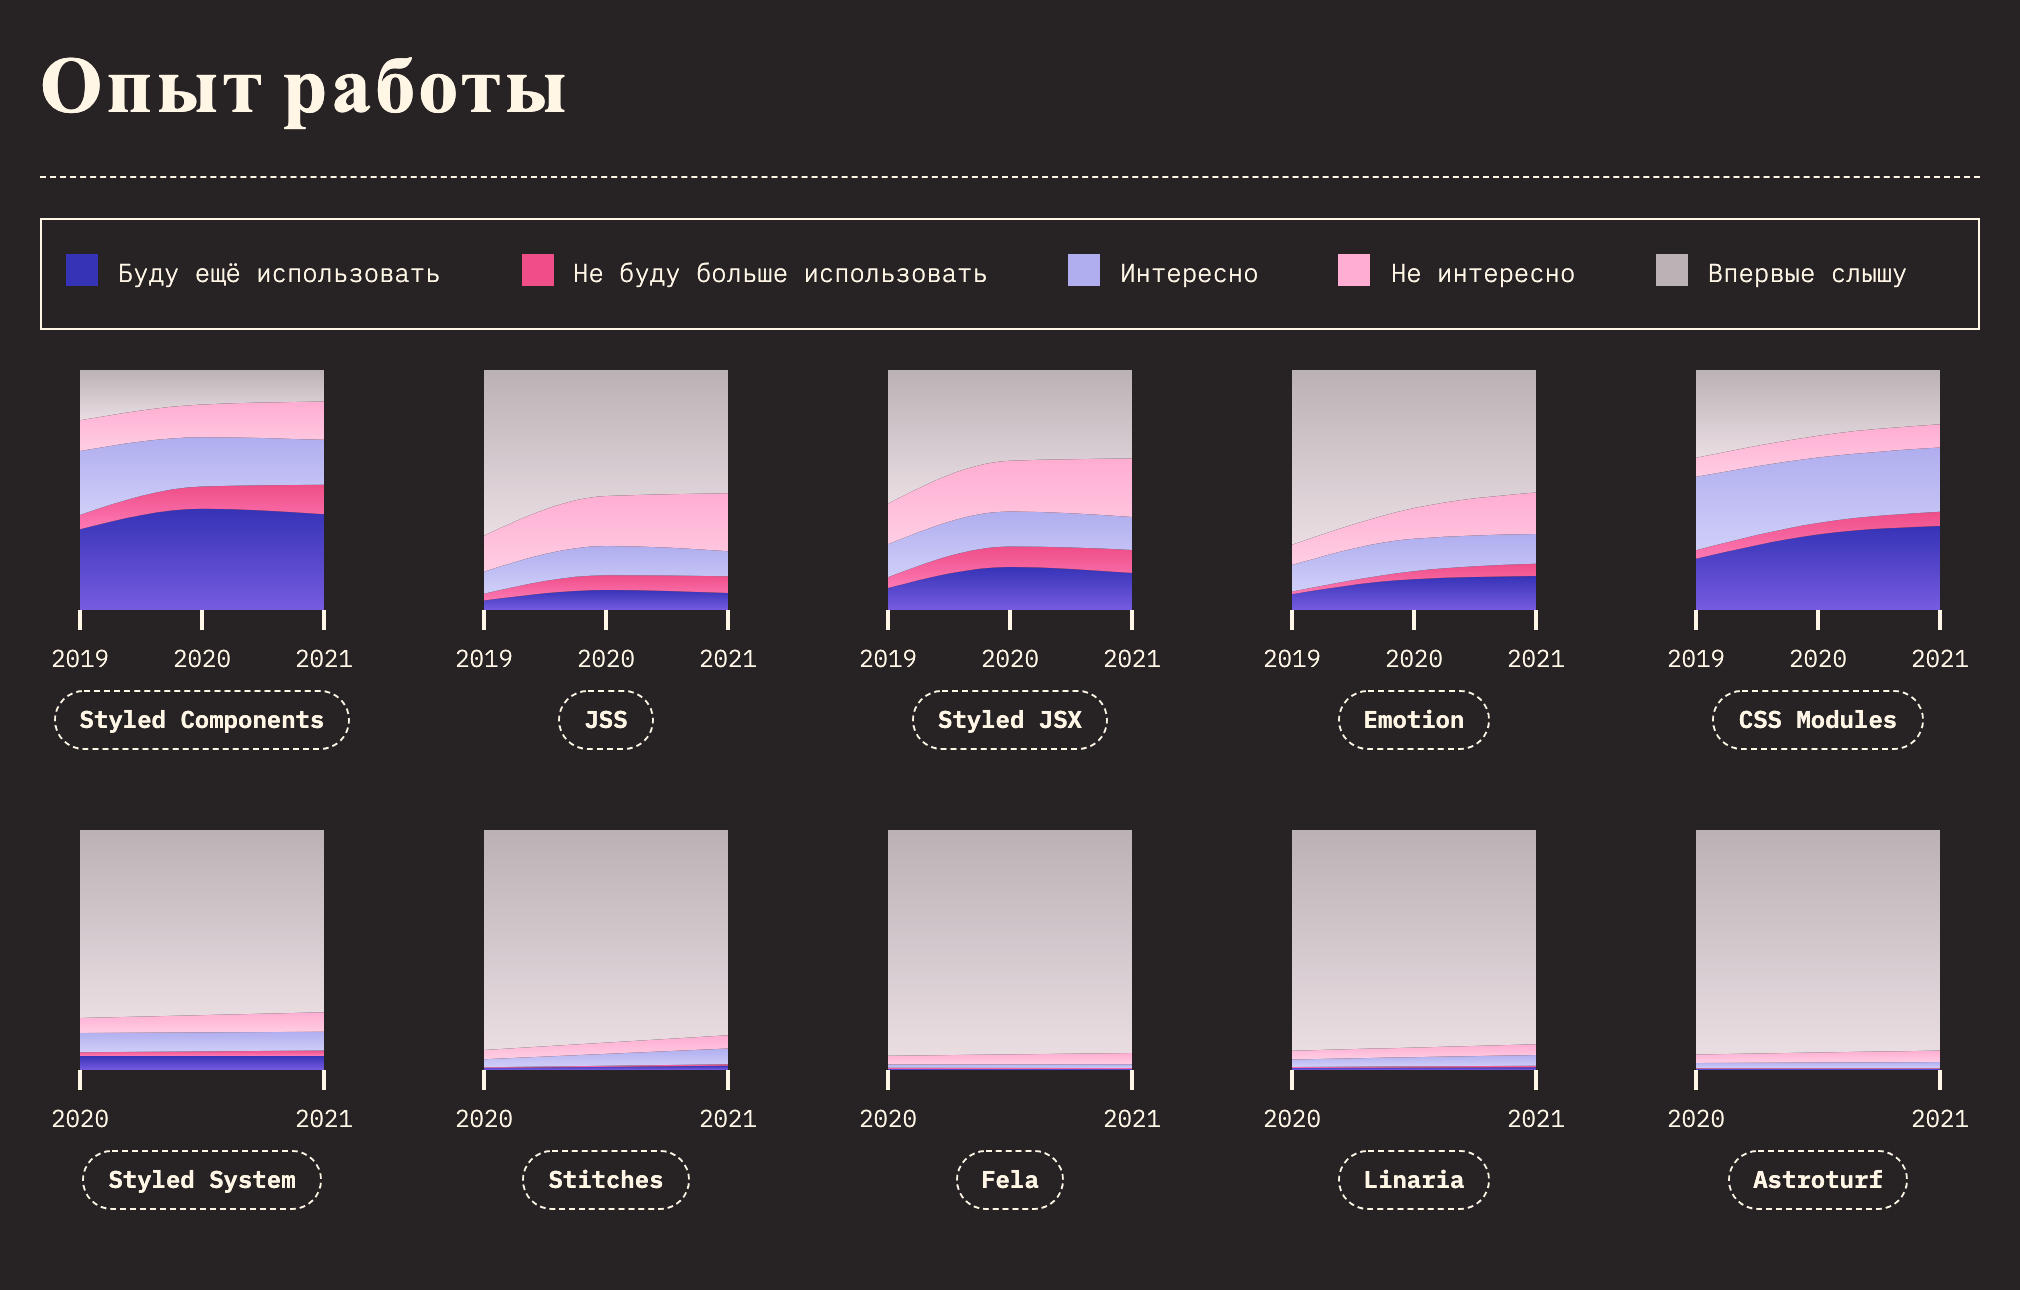 Опыт работы
Буду ещё использовать Не буду больше использовать Интересно Не интересно Впервые слышу
2019 2020 2021 2019 2020 2021 2019 2020 2021 2019 2020 2021 2019 2020 2021
Styled Components JSS Styled JSX Emotion CSS Modules
2020 2021 2020 2021 2020 2021 2020 2021 2020 2021
Styled System Stitches Fela Linaria Astroturf